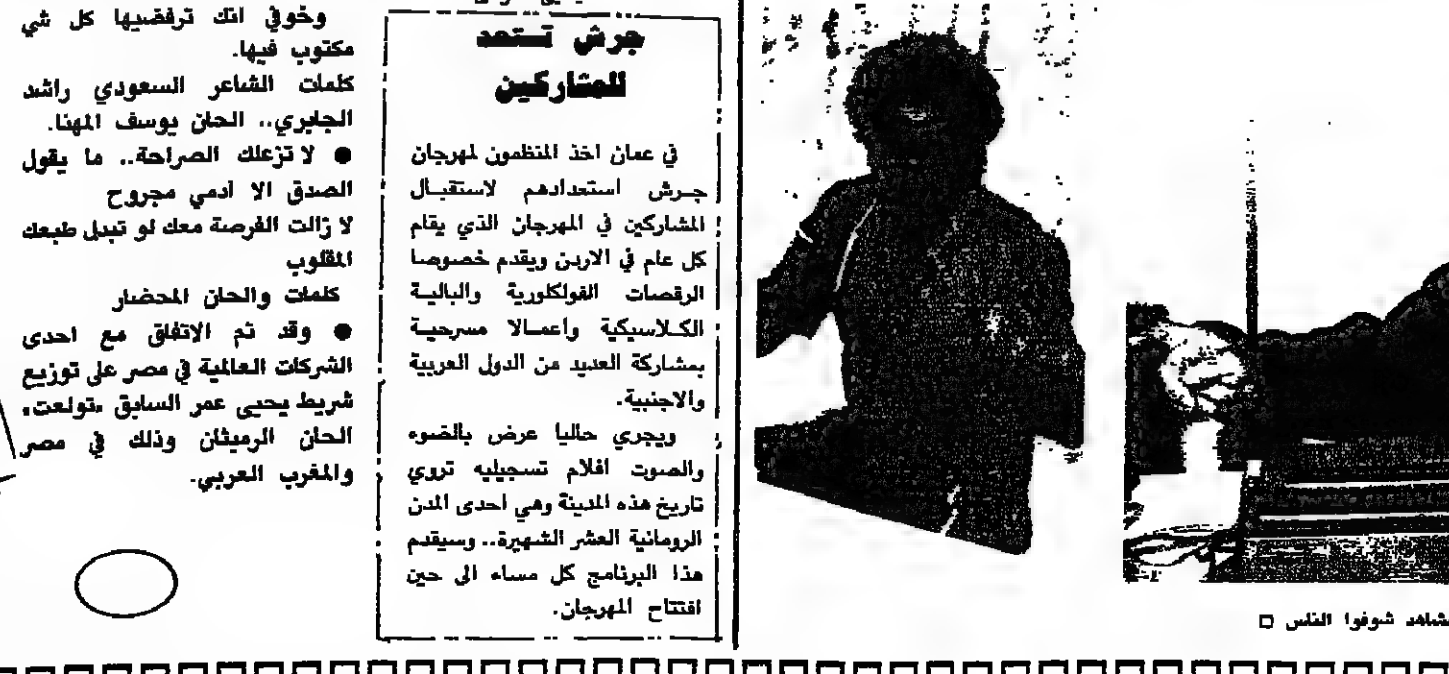 وخوفي انك ترفضيها كل شي
مكتوب فيها.
كلمات الشاعر السعودي راشد
الجابري.. الحان يوسف المهنا.
● لا تزعلك الصراحة.. ما يقول
الصدق الا آدمي مجروح
لا زالت الفرصة معك لو تبدل طبعك
المقلوب
كلمات والحان المحضار
● وقد تم الاتفاق مع احدى
الشركات العالمية في مصر على توزيع
شريط يحيى عمر السابق «تولعت»
الحان الرميثان وذلك في مصر
والمغرب العربي.
جرش تستعد
للمشاركين
في عمان اخذ المنظمون لمهرجان
جرش استعدادهم لاستقبال
المشاركين في المهرجان الذي يقام
كل عام في الاردن ويقدم خصوصا
الرقصات الفولكلورية والباليه
الكلاسيكية وأعمالا مسرحية
بمشاركة العديد من الدول العربية
والاجنبية.
ويجري حاليا عرض بالضوء
والصوت افلام تسجيليه تروي
تاريخ هذه المدينة وهي احدى المدن
الرومانية العشر الشهيرة.. وسيقدم
هذا البرنامج كل مساء الى حين
افتتاح المهرجان.
شوفوا الناس □